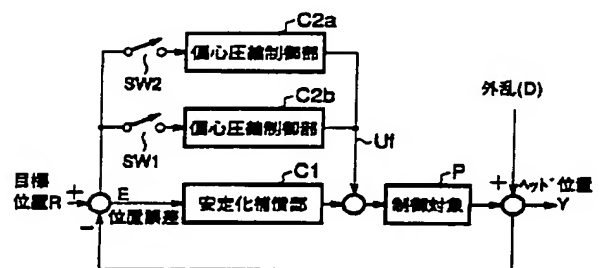 C2a
偏心圧縮制御部
SW2
C2b
偏心圧縮制御部
SW1
Uf
外乱(D)
目標
位置R
+
-
E
位置誤差
C1
安定化補償部
P
制御対象
+
ヘッド位置
Y